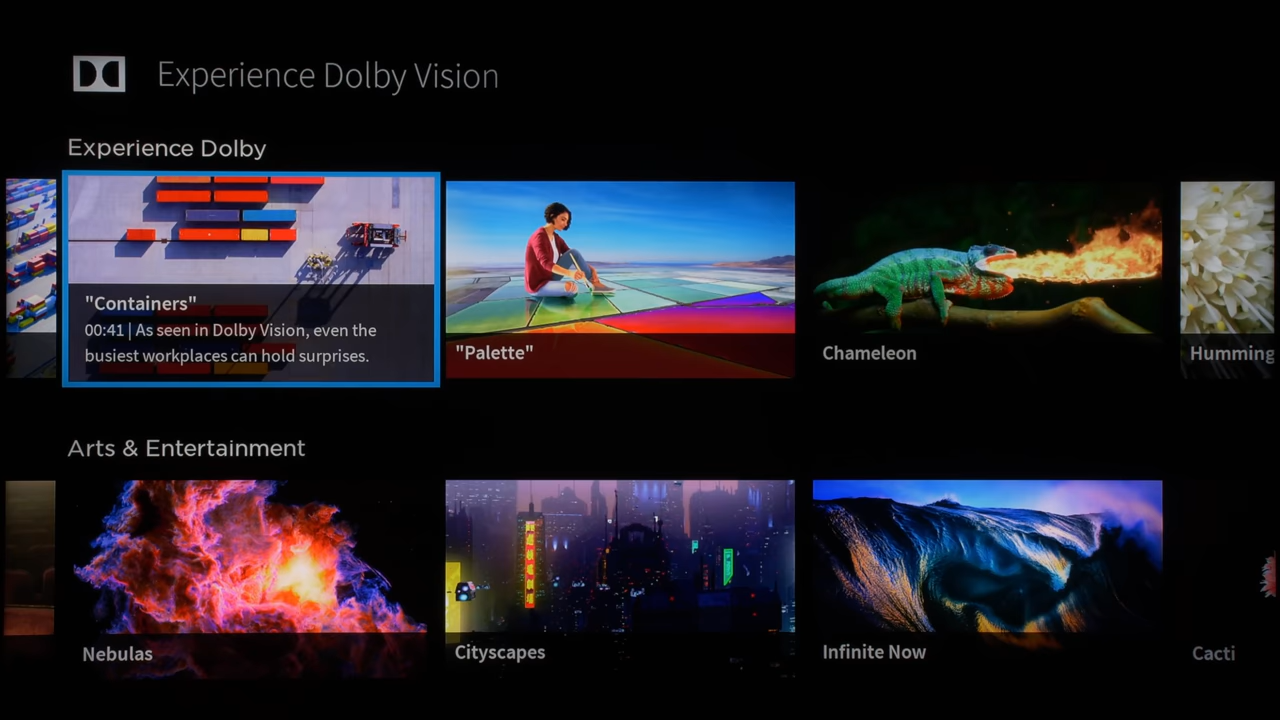 Experience Dolby Vision
Experience Dolby
"Containers"
00:41 | As seen in Dolby Vision, even the
busiest workplaces can hold surprises.
"Palette"
Chameleon
Humming
Arts & Entertainment
Nebulas
Cityscapes
Infinite Now
Cacti